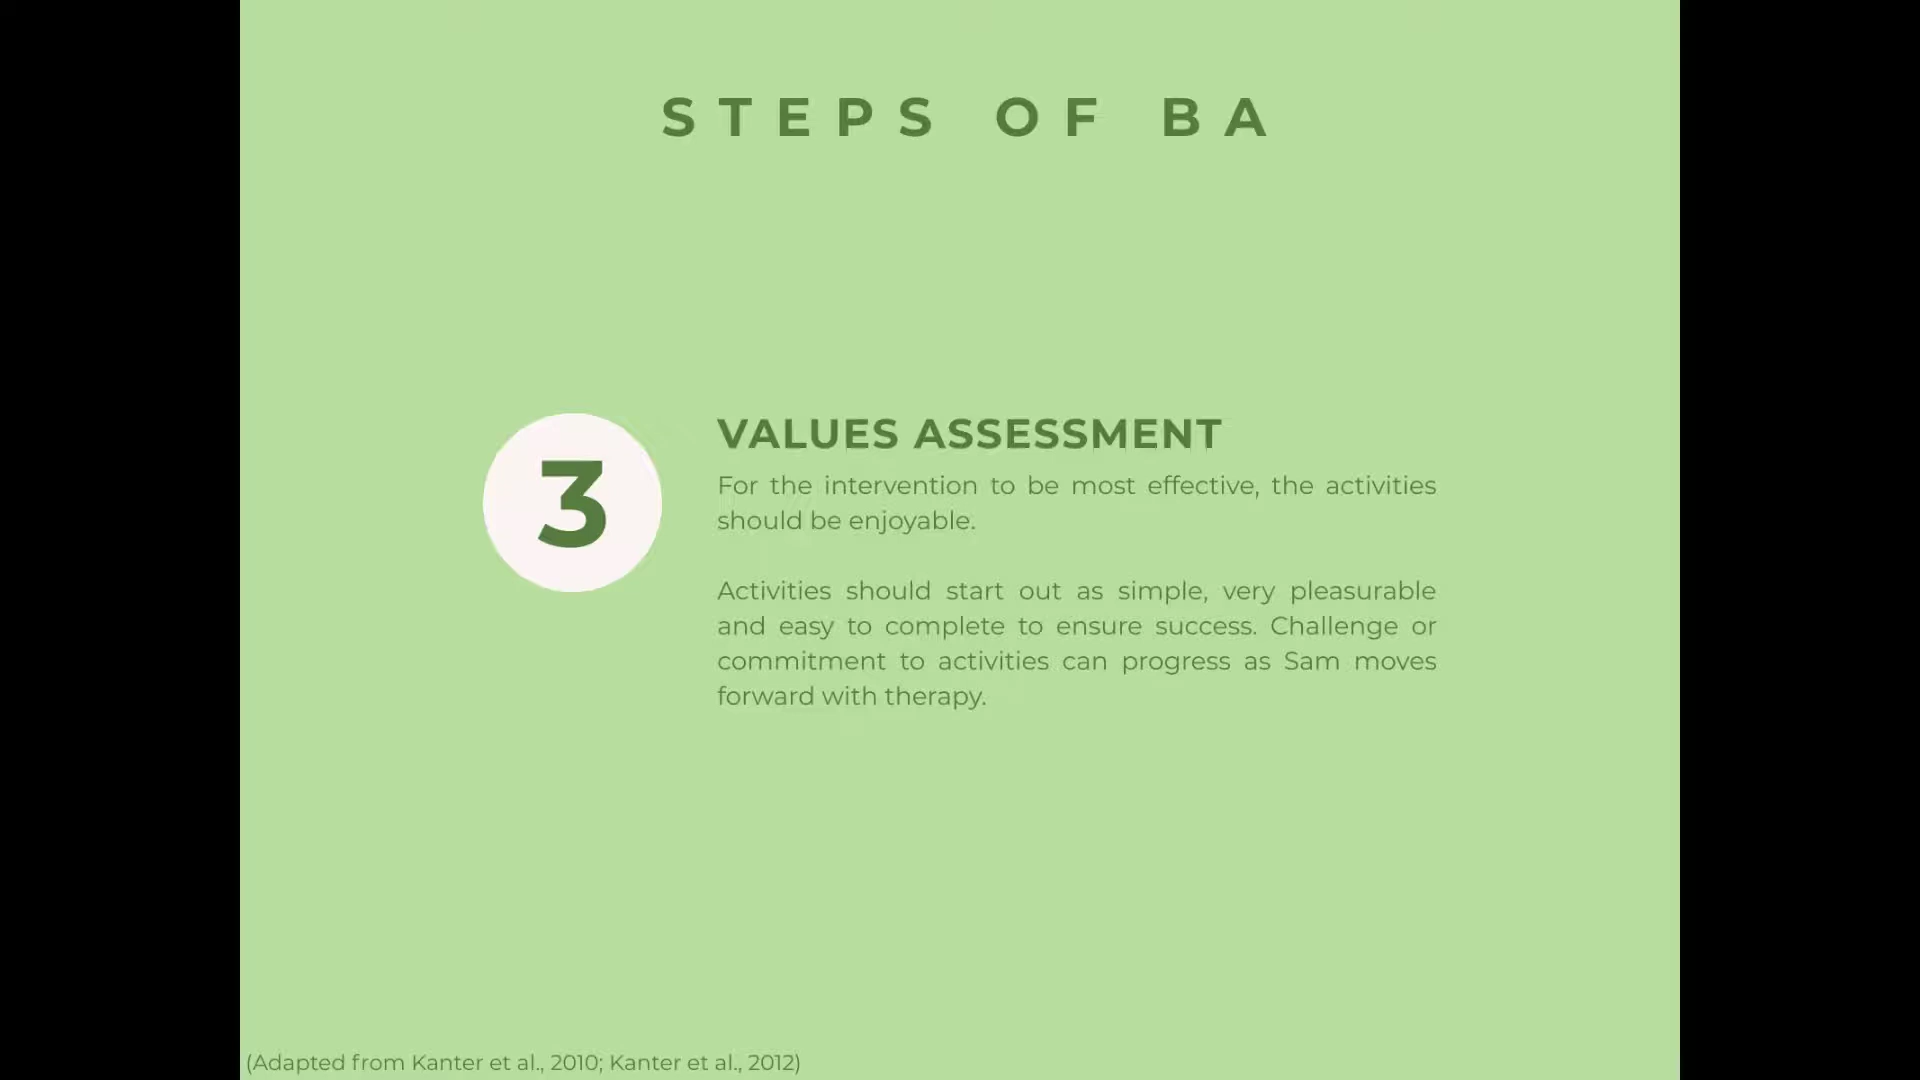 STEPS OF BA
3
VALUES ASSESSMENT
For the intervention to be most effective, the activities
should be enjoyable.
Activities should start out as simple, very pleasurable
and easy to complete to ensure success. Challenge or
commitment to activities can progress as Sam moves
forward with therapy.
(Adapted from Kanter et al., 2010; Kanter et al., 2012)